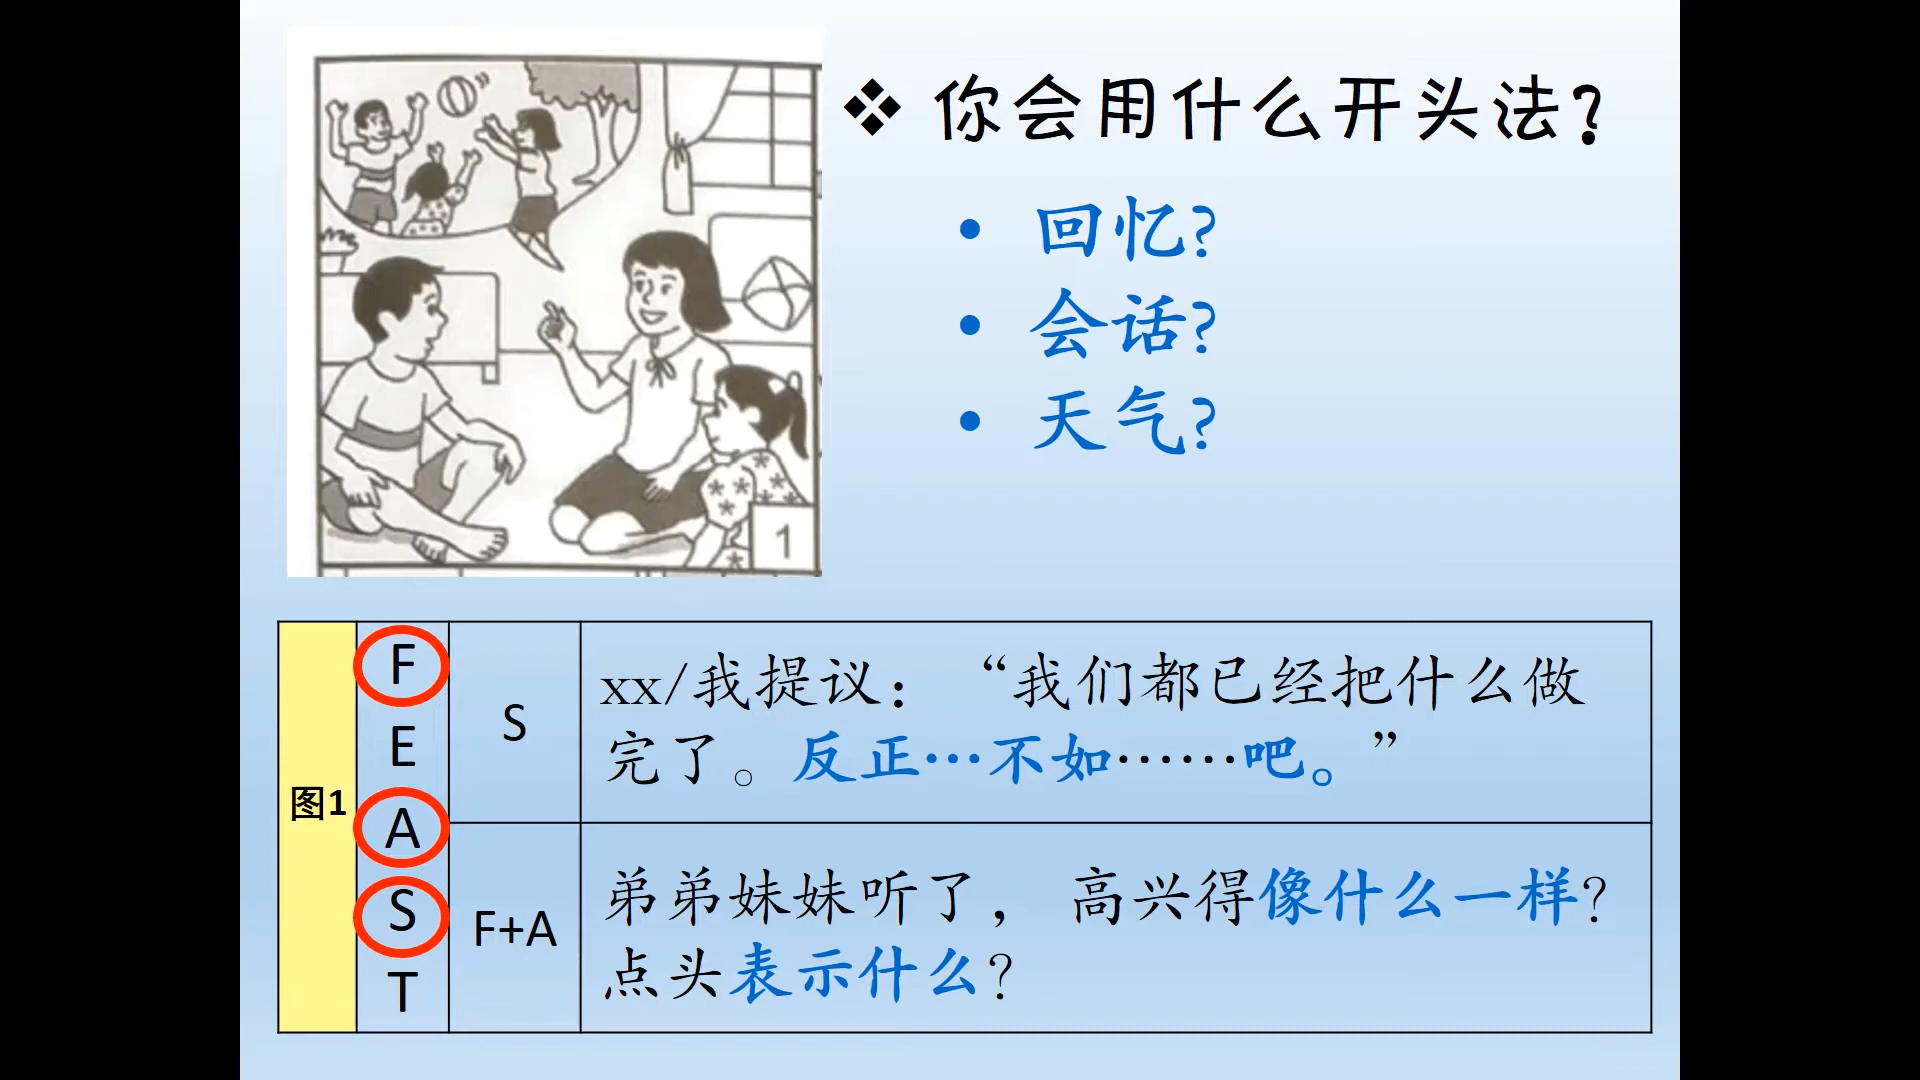 ❖ 你会用什么开头法?
• 回忆?
• 会话?
• 天气?
1
图1
F
E
A
S
T
S
xx/我提议：“我们都已经把什么做
完了。反正…不如……吧。”
F+A
弟弟妹妹听了，高兴得像什么一样？
点头表示什么？